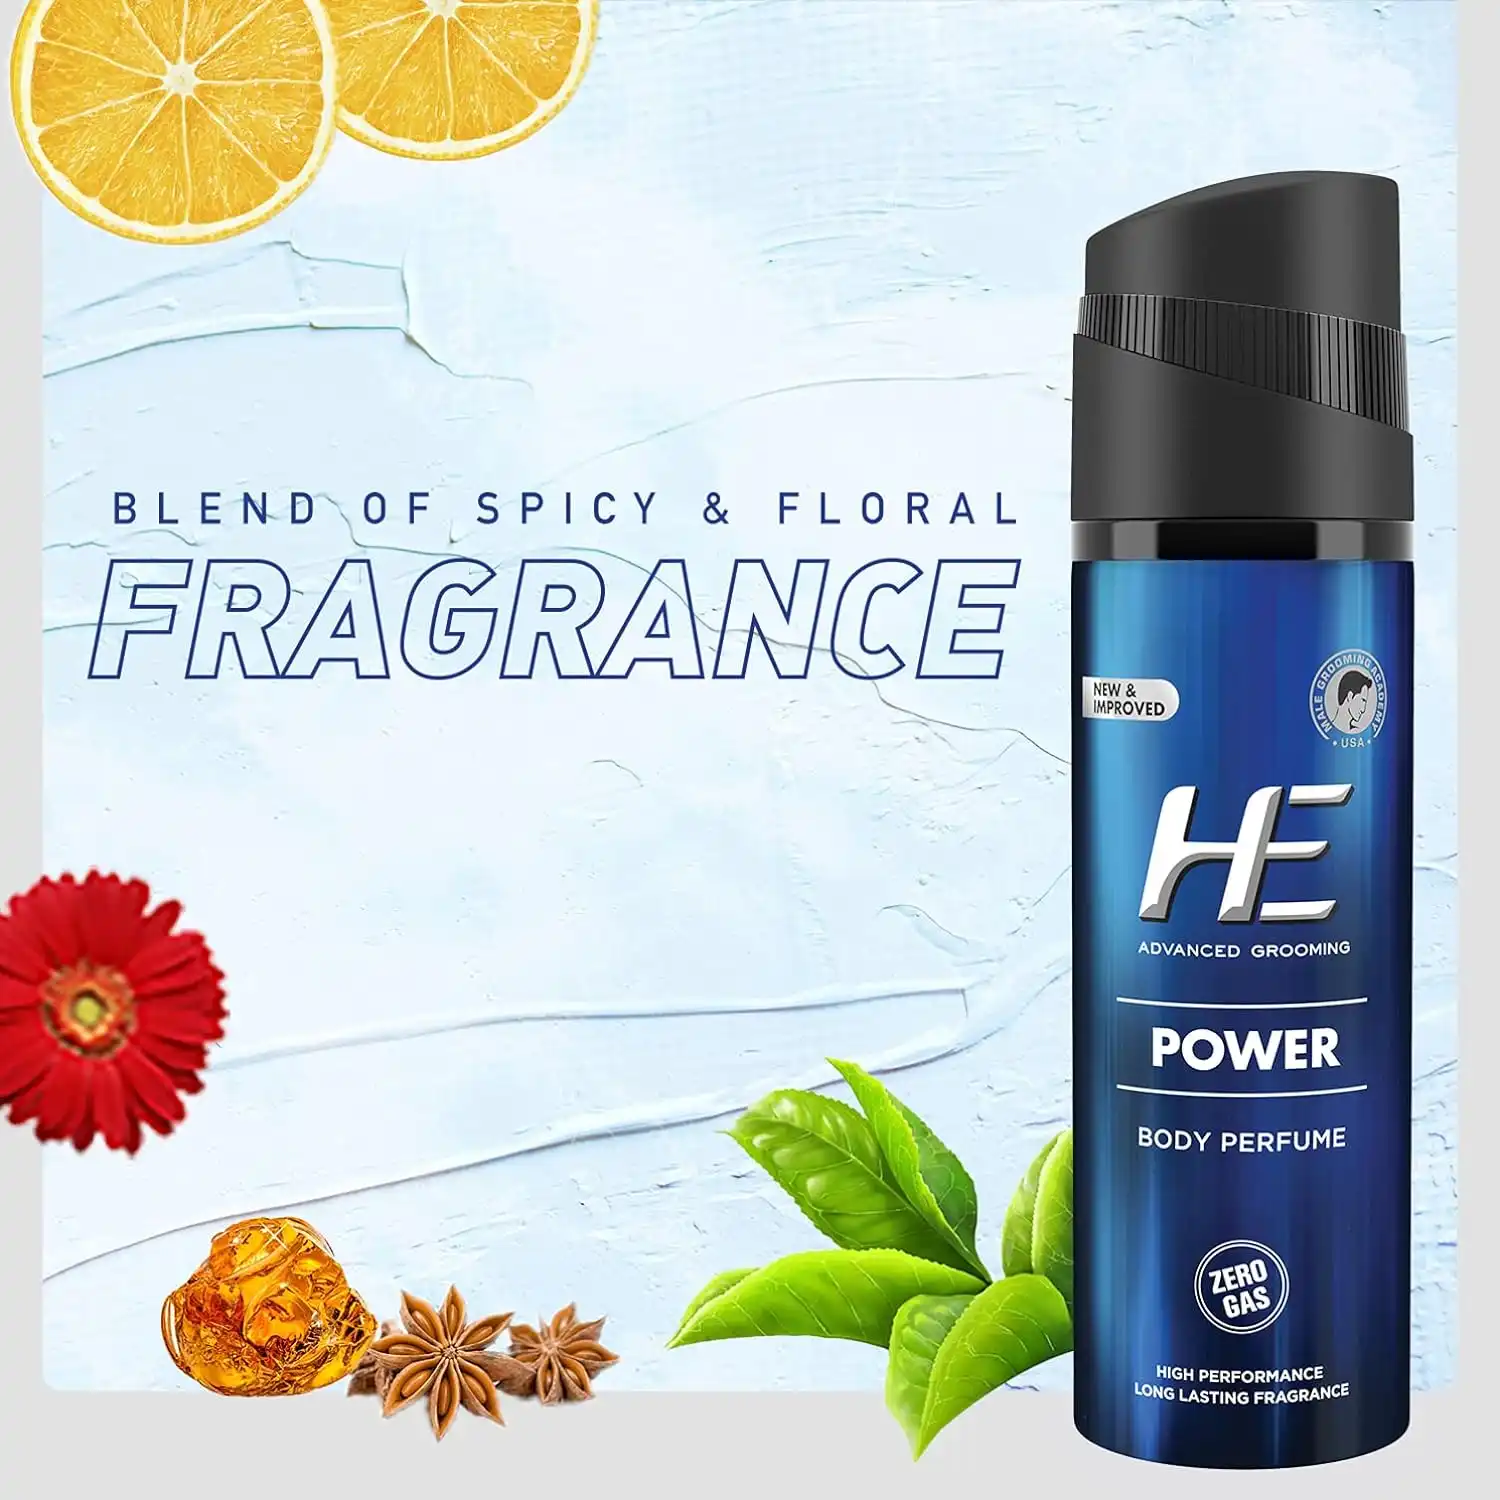 BLEND OF SPICY & FLORAL
FRAGRANCE
NEW &
IMPROVED
MALE GROOMING ACADEMY
• USA •
HE
ADVANCED GROOMING
POWER
BODY PERFUME
ZERO
GAS
HIGH PERFORMANCE
LONG LASTING FRAGRANCE